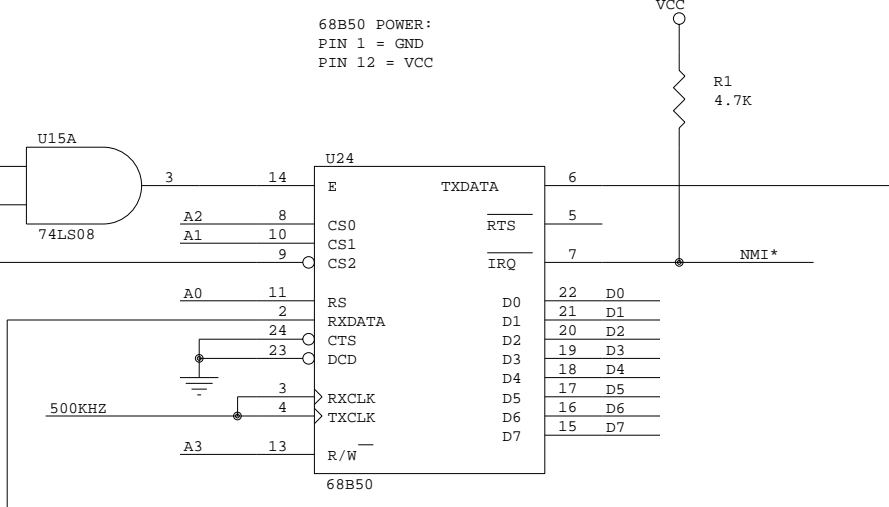 VCC
68B50 POWER:
PIN 1 = GND
PIN 12 = VCC
R1
4.7K
U15A
74LS08
U24
3 14 E TXDATA 6
A2 8 CS0 RTS 5
A1 10 CS1
9 CS2 IRQ 7 NMI*
A0 11 RS D0 22 D0
2 RXDATA D1 21 D1
24 CTS D2 20 D2
23 DCD D3 19 D3
D4 18 D4
3 RXCLK D5 17 D5
500KHZ 4 TXCLK D6 16 D6
D7 15 D7
A3 13 R/W
68B50